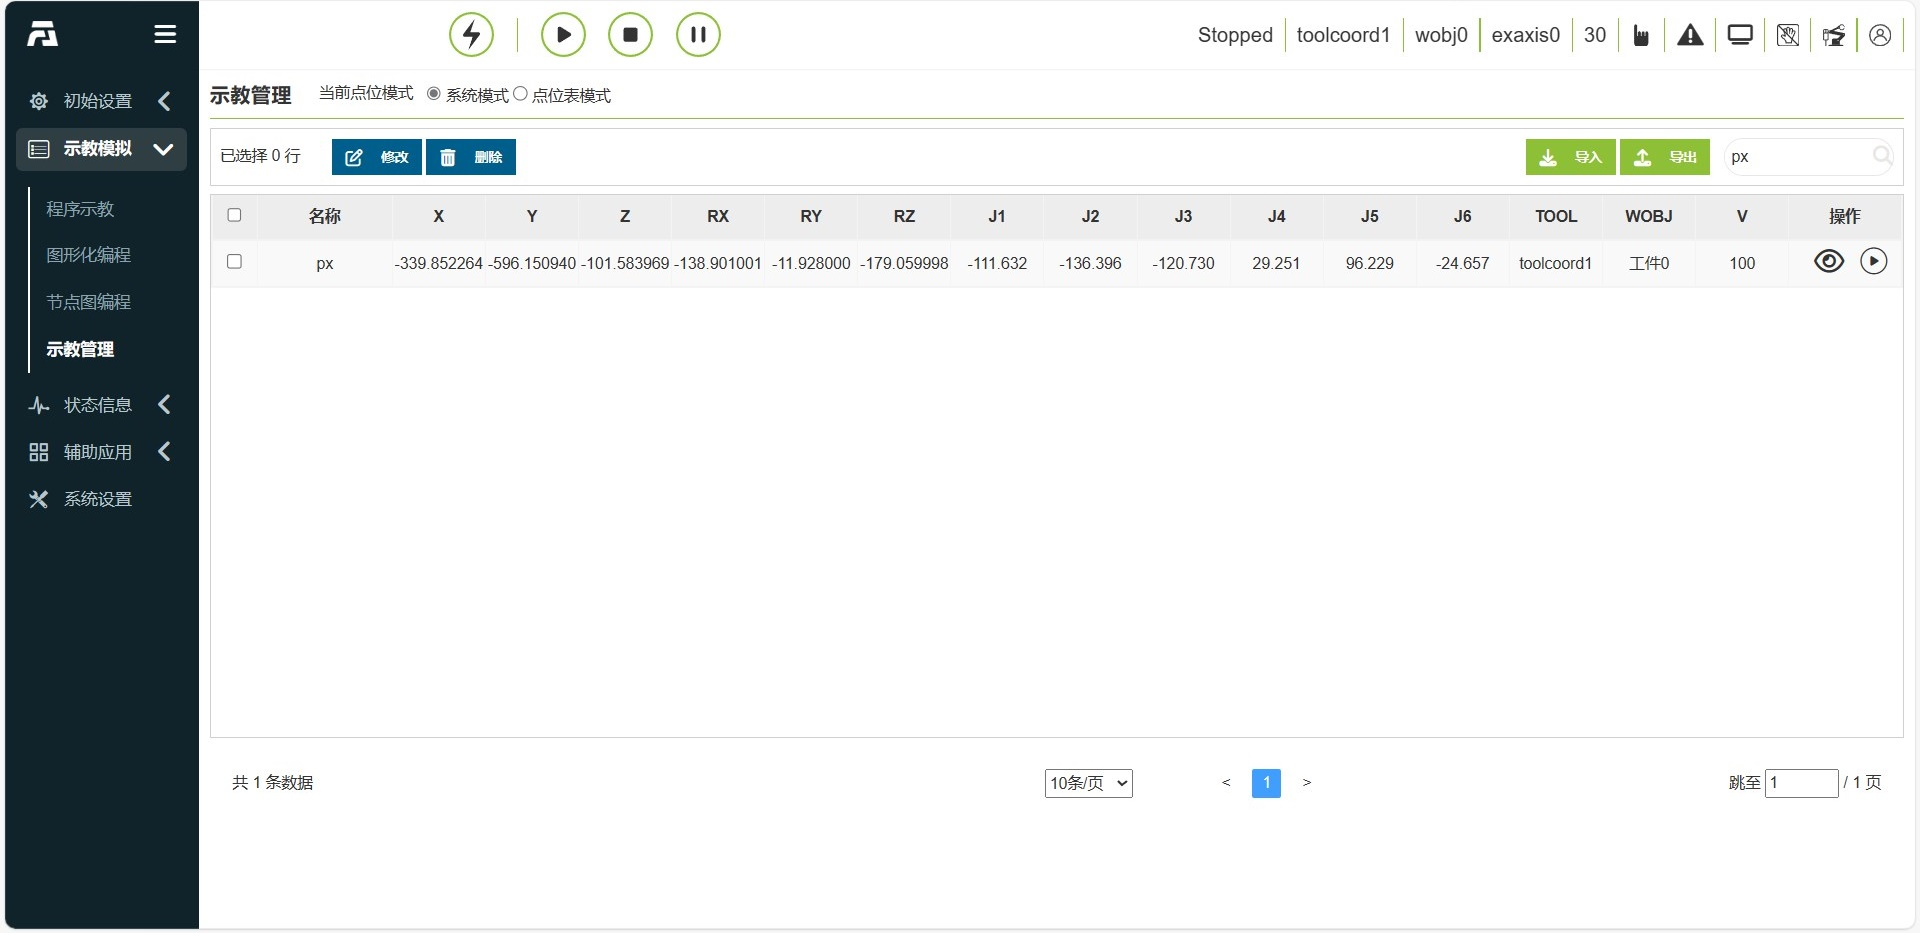 Stopped toolcoord1 wobj0 exaxis0 30
初始设置
示教模拟
程序示教
图形化编程
节点图编程
示教管理
状态信息
辅助应用
系统设置
示教管理 当前点位模式 系统模式 点位表模式
已选择 0 行 修改 删除 导入 导出 px
名称 X Y Z RX RY RZ J1 J2 J3 J4 J5 J6 TOOL WOBJ V 操作
px -339.852264 -596.150940 -101.583969 -138.901001 -11.928000 -179.059998 -111.632 -136.396 -120.730 29.251 96.229 -24.657 toolcoord1 工件0 100
共 1 条数据 10条/页 < 1 > 跳至 1 / 1 页